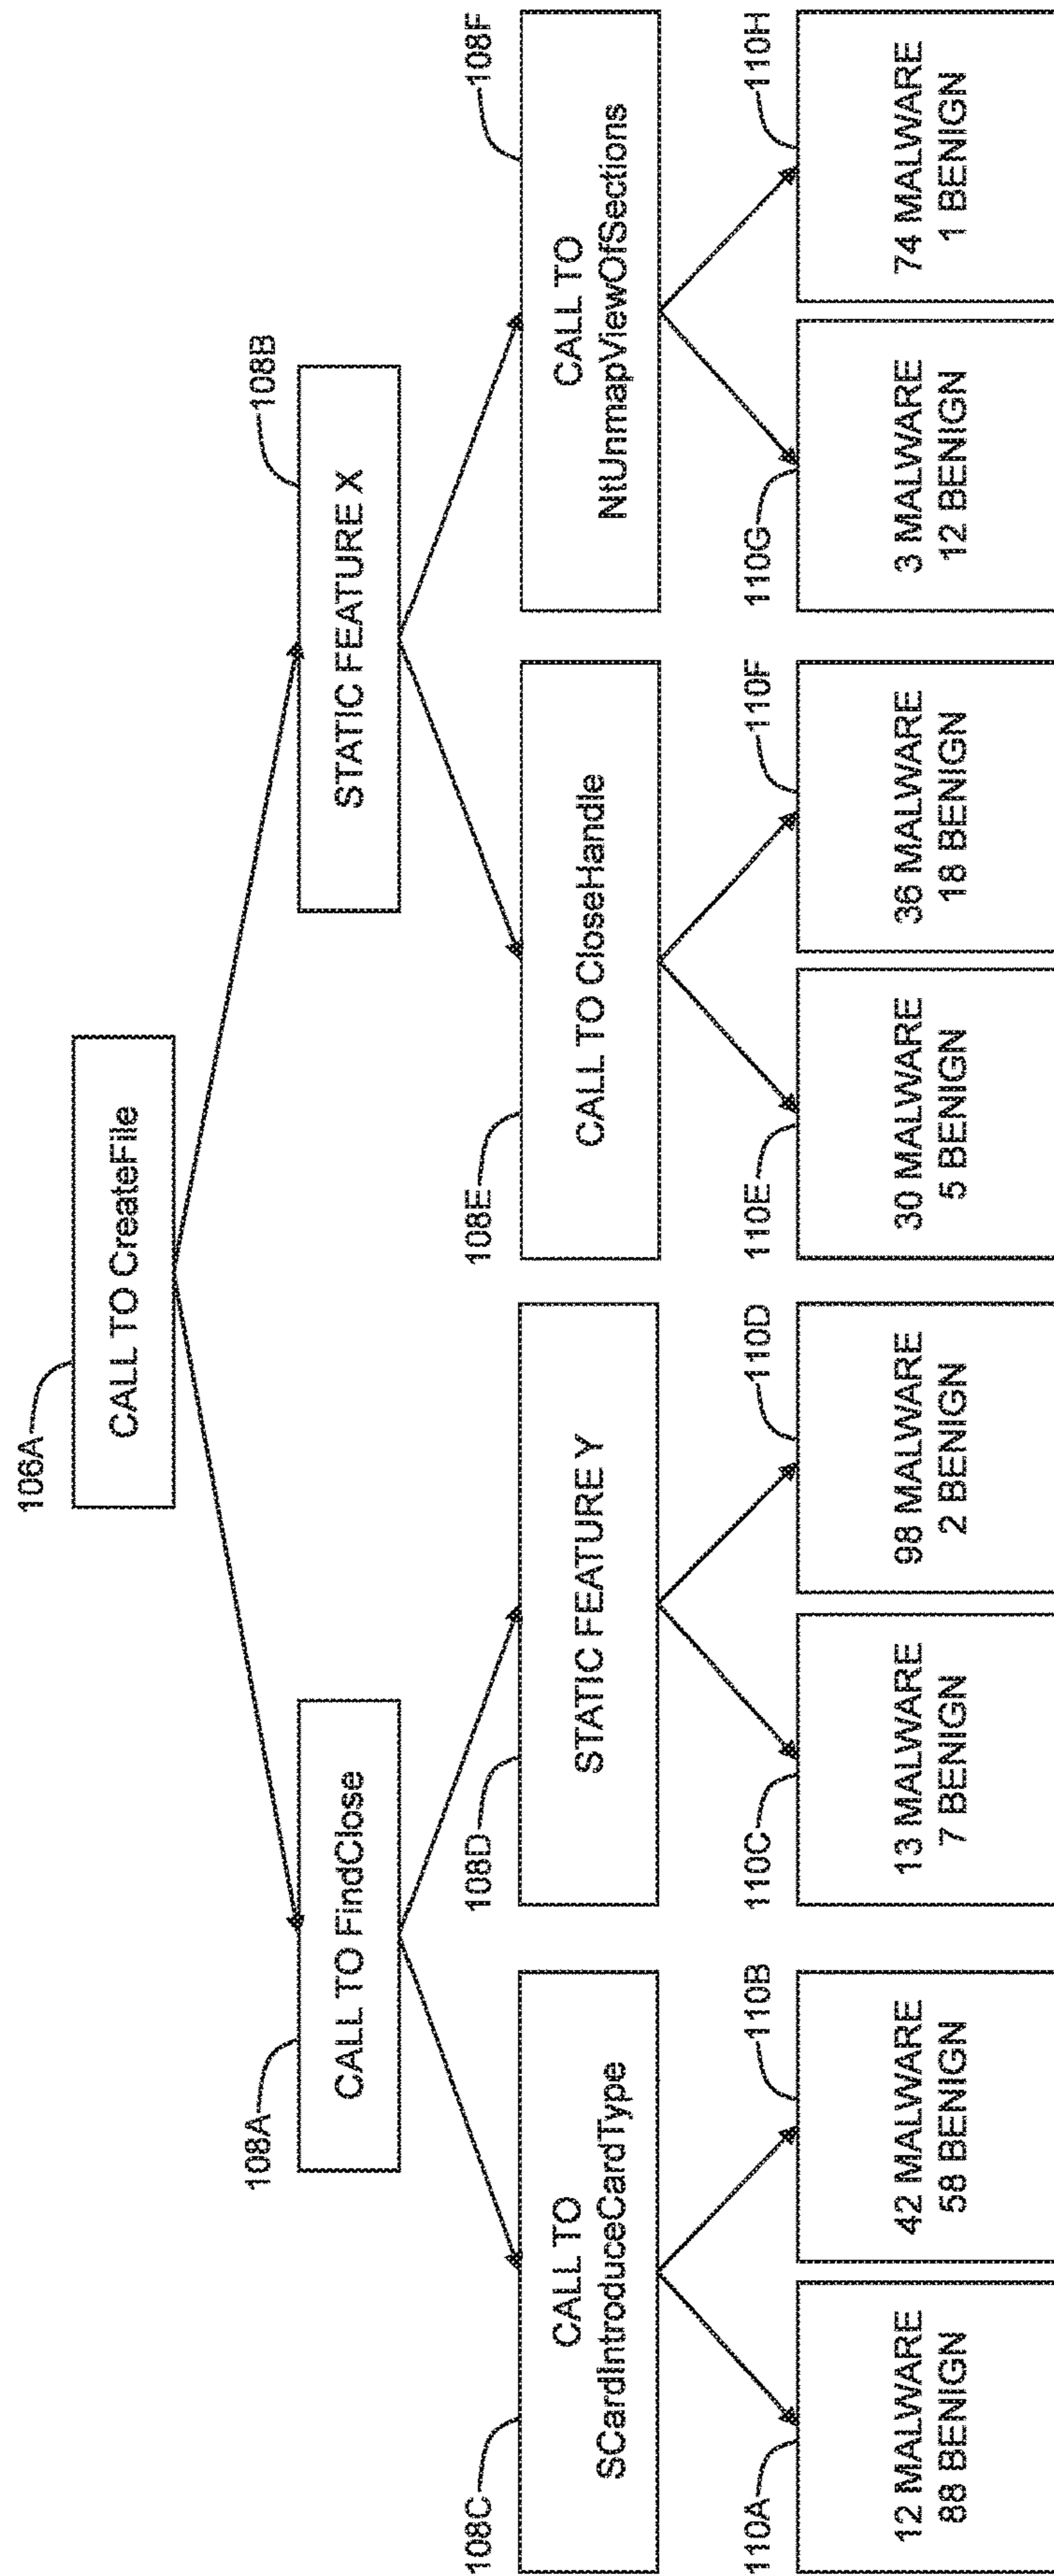 106A
CALL TO CreateFile
108A
CALL TO FindClose
108B
STATIC FEATURE X
108C
CALL TO
SCardIntroduceCardType
108D
STATIC FEATURE Y
108E
CALL TO CloseHandle
108F
CALL TO
NtUnmapViewOfSections
110A
12 MALWARE
88 BENIGN
110B
42 MALWARE
58 BENIGN
110C
13 MALWARE
7 BENIGN
110D
98 MALWARE
2 BENIGN
110E
30 MALWARE
5 BENIGN
110F
36 MALWARE
18 BENIGN
110G
3 MALWARE
12 BENIGN
110H
74 MALWARE
1 BENIGN